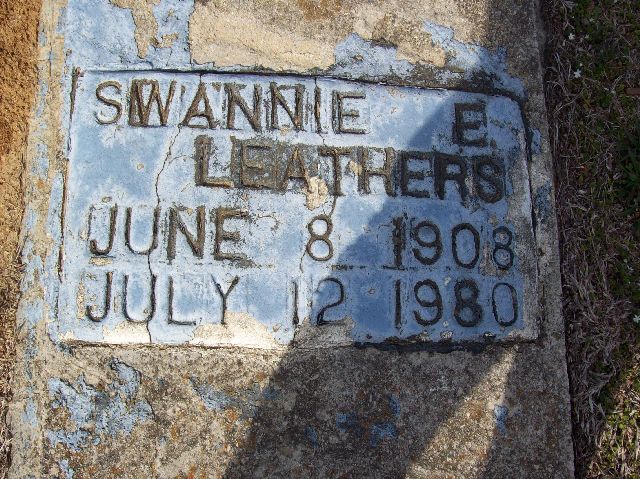 SWANNIE E.
LEATHERS
JUNE 8 1908
JULY 12 1980